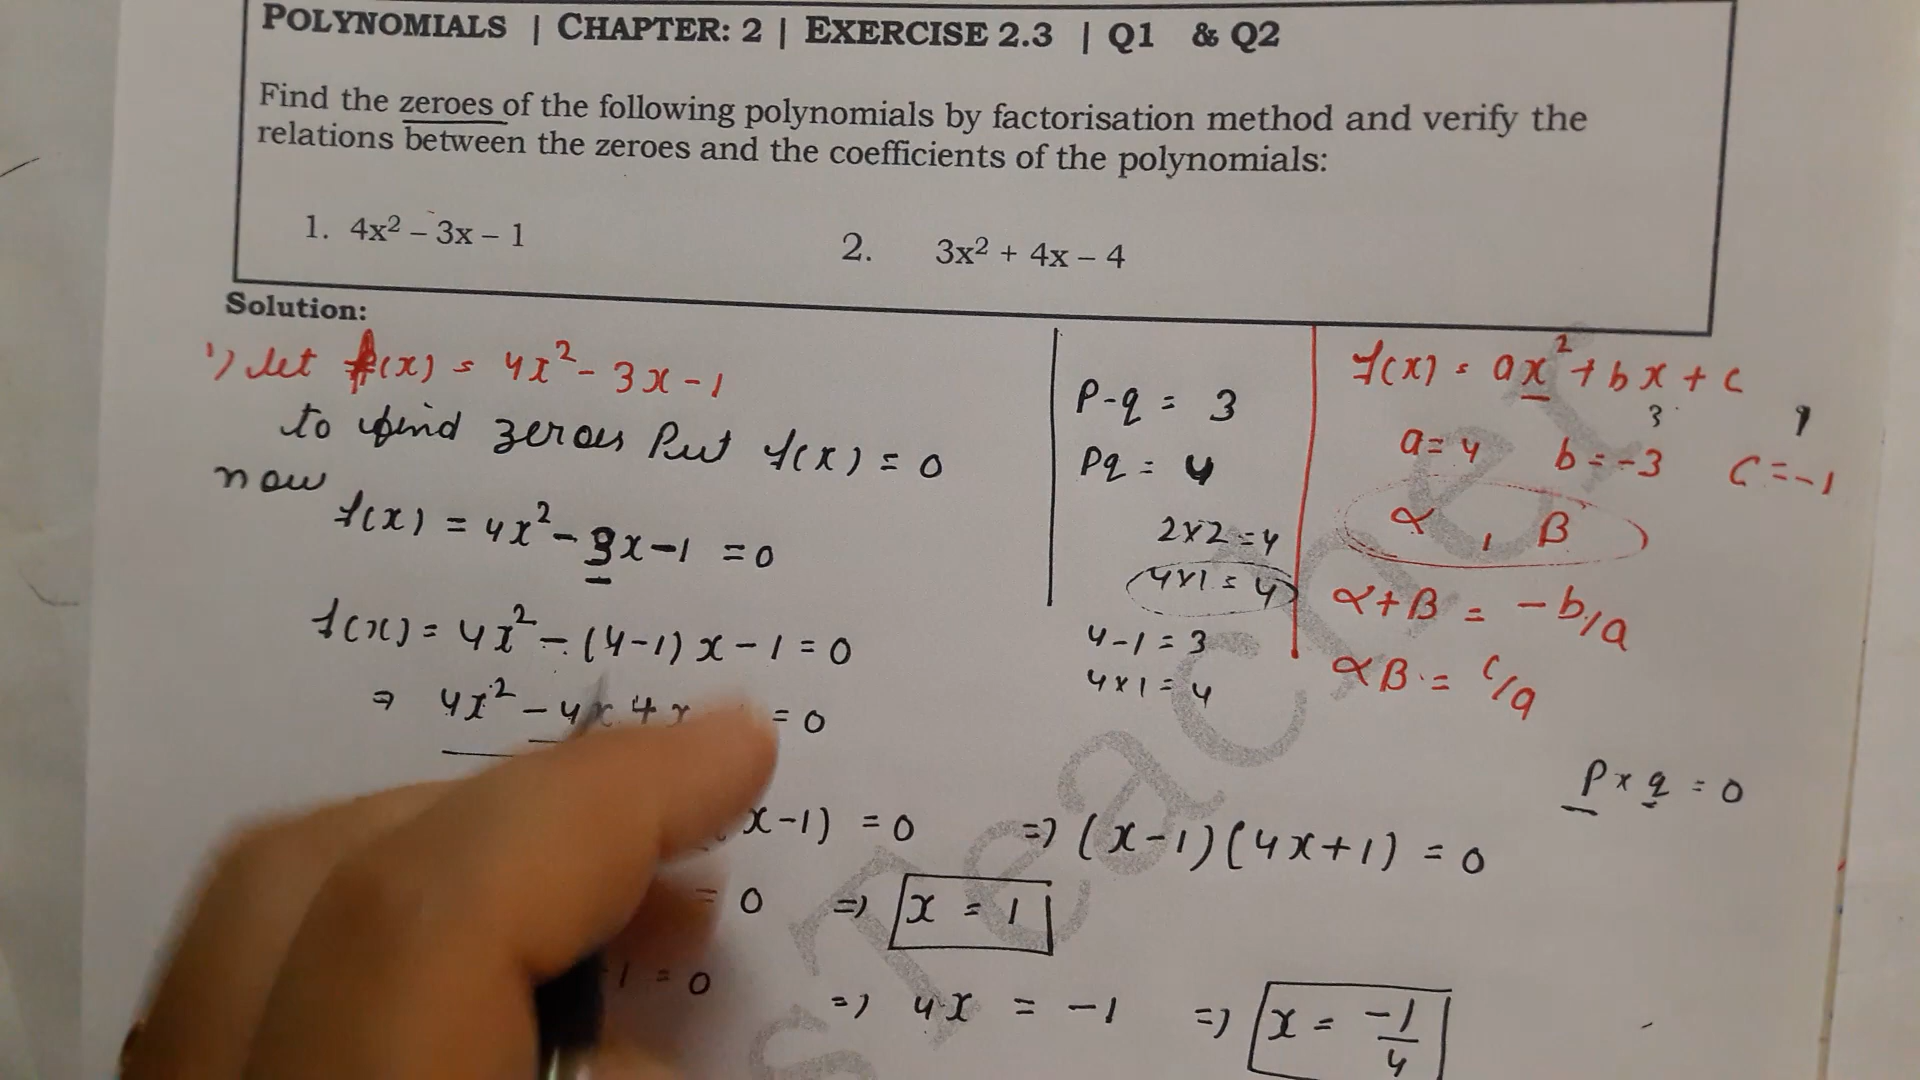 POLYNOMIALS | CHAPTER: 2 | EXERCISE 2.3 | Q1 & Q2
Find the zeroes of the following polynomials by factorisation method and verify the
relations between the zeroes and the coefficients of the polynomials:
1. 4x² – 3x – 1
2. 3x² + 4x – 4
Solution:
1) let f(x) = 4x² - 3x - 1
to find zeroes Put f(x) = 0
now
f(x) = 4x² - 3x - 1 = 0
f(x) = 4x² - (4-1) x - 1 = 0
⇒ 4x² - 4x + x = 0
x-1) = 0 ⇒ (x-1)(4x+1) = 0
= 0 ⇒ x = 1
1 = 0 ⇒ 4x = -1 ⇒ x = -1/4
P-q = 3
Pq = 4
2×2 = 4
4×1 = 4
4-1 = 3
4×1 = 4
f(x) = ax² + bx + c
3
a = 4 b = -3 c = -1
α , β
α+β = -b/a
αβ = c/a
P × q = 0
Teacher